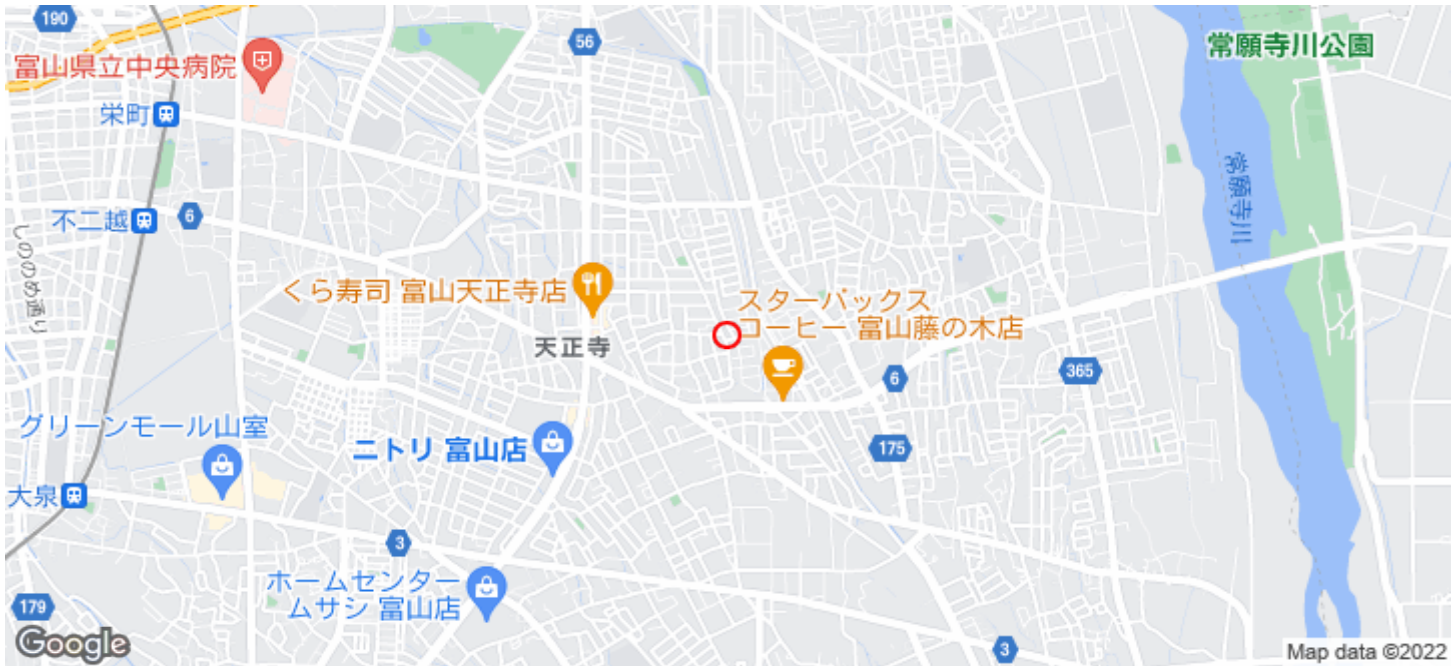 190
富山県立中央病院
栄町
56
常願寺川公園
常願寺川
不二越
6
しののめ通り
くら寿司 富山天正寺店
天正寺
スターバックス
コーヒー 富山藤の木店
6
365
グリーンモール山室
ニトリ 富山店
175
大泉
3
ホームセンター
ムサシ 富山店
179
3
Google
Map data ©2022